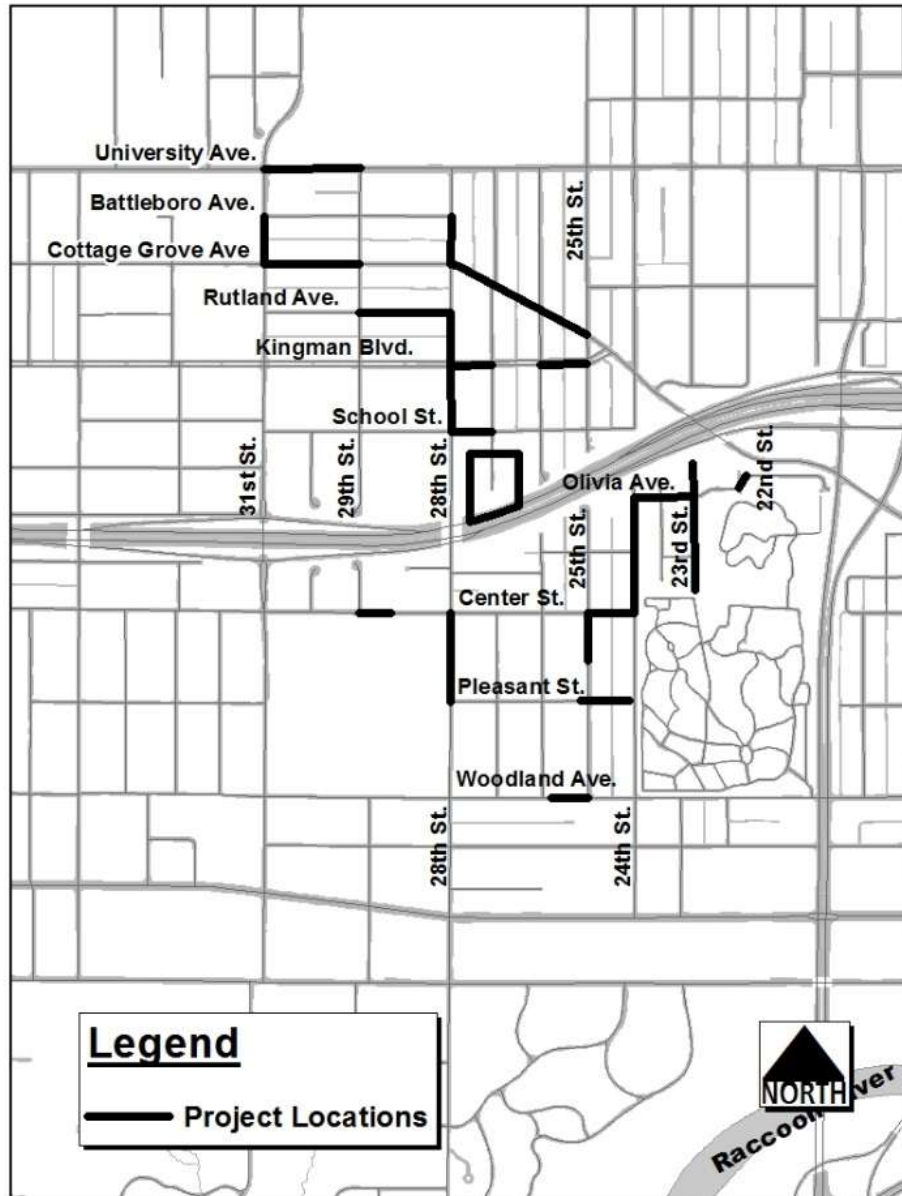 University Ave.
Battleboro Ave.
25th St.
Cottage Grove Ave
Rutland Ave.
Kingman Blvd.
School St.
31st St.
29th St.
28th St.
Olivia Ave.
22nd St.
25th St.
23rd St.
Center St.
Pleasant St.
Woodland Ave.
28th St.
24th St.
Legend
Project Locations
NORTH
Raccoon River